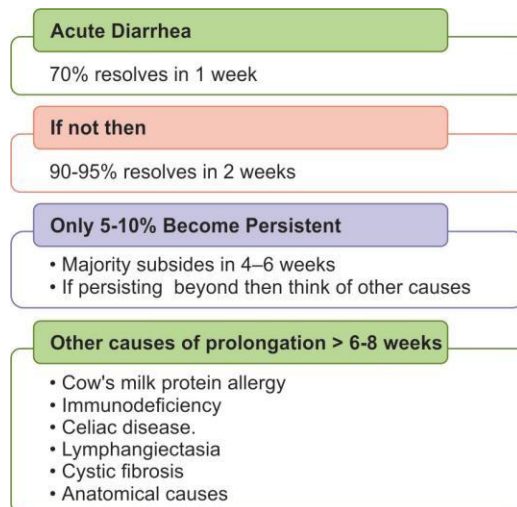 Acute Diarrhea
70% resolves in 1 week
If not then
90-95% resolves in 2 weeks
Only 5-10% Become Persistent
• Majority subsides in 4–6 weeks
• If persisting beyond then think of other causes
Other causes of prolongation > 6-8 weeks
• Cow's milk protein allergy
• Immunodeficiency
• Celiac disease.
• Lymphangiectasia
• Cystic fibrosis
• Anatomical causes